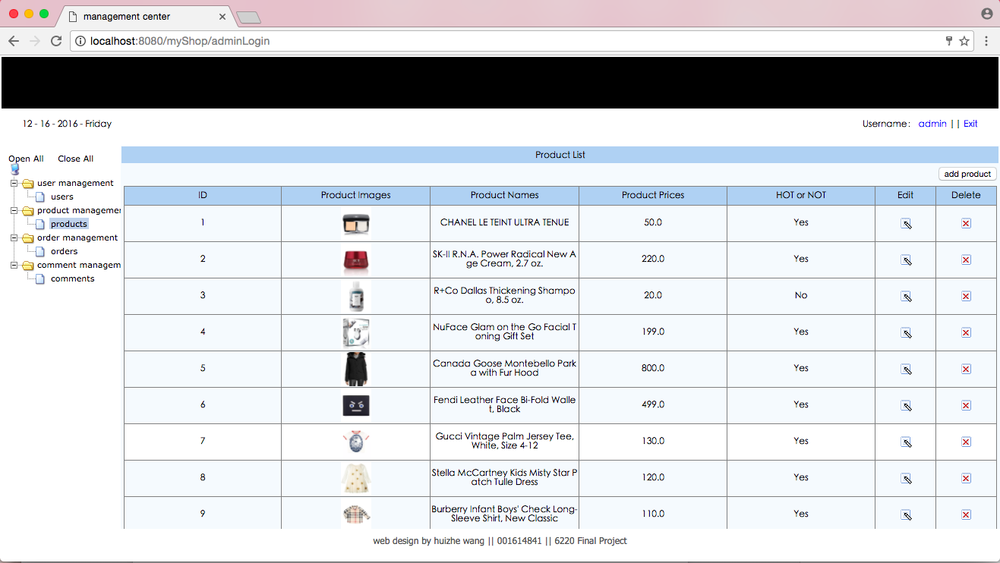 management center
localhost:8080/myShop/adminLogin
12 - 16 - 2016 - Friday
Username: admin || Exit
Open All Close All
user management
users
product managemer
products
order management
orders
comment managem
comments
Product List
add product
ID Product Images Product Names Product Prices HOT or NOT Edit Delete
1 CHANEL LE TEINT ULTRA TENUE 50.0 Yes
2 SK-II R.N.A. Power Radical New A
ge Cream, 2.7 oz. 220.0 Yes
3 R+Co Dallas Thickening Shampo
o, 8.5 oz. 20.0 No
4 NuFace Glam on the Go Facial T
oning Gift Set 199.0 Yes
5 Canada Goose Montebello Park
a with Fur Hood 800.0 Yes
6 Fendi Leather Face Bi-Fold Walle
t, Black 499.0 Yes
7 Gucci Vintage Palm Jersey Tee,
White, Size 4-12 130.0 Yes
8 Stella McCartney Kids Misty Star P
atch Tulle Dress 120.0 Yes
9 Burberry Infant Boys' Check Long-
Sleeve Shirt, New Classic 110.0 Yes
web design by huizhe wang || 001614841 || 6220 Final Project